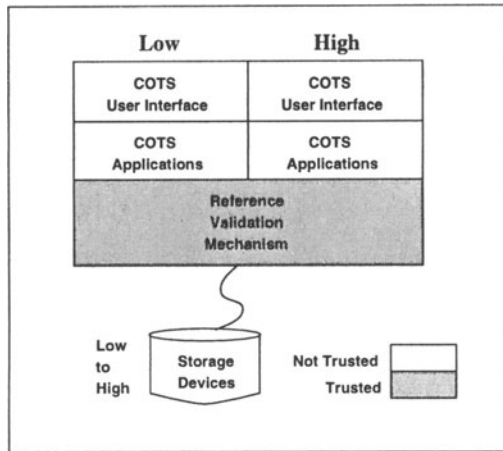 Low High
COTS COTS
User Interface User Interface
COTS COTS
Applications Applications
Reference
Validation
Mechanism
Low
to
High
Storage
Devices
Not Trusted
Trusted